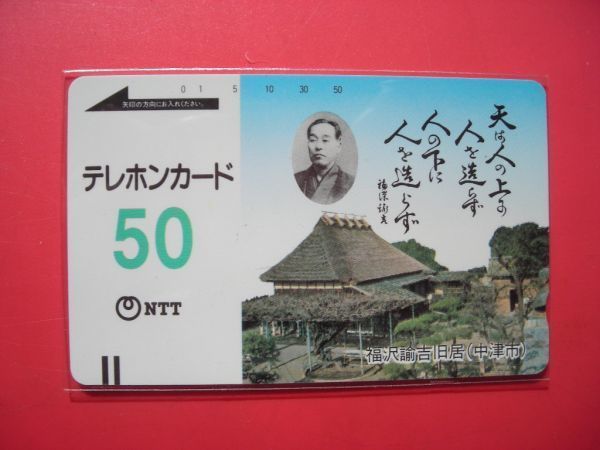 0 1 5 10 30 50
矢印の方向にお入れください。
テレホンカード
50
NTT
天は人の上に
人を造らず
人の下に
人を造らず
福澤諭吉
福沢諭吉旧居(中津市)